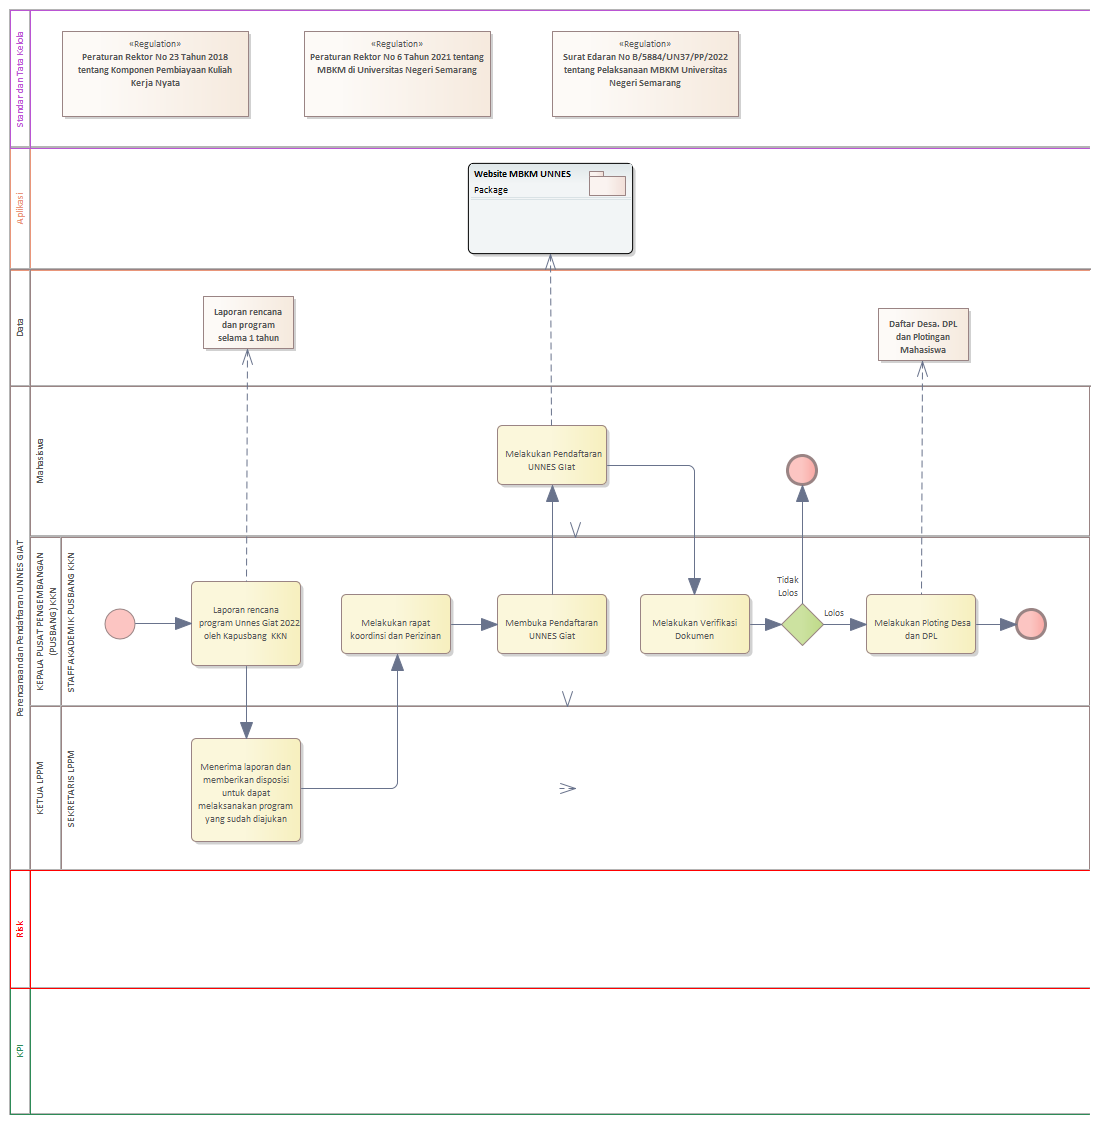 Standar dan Tata Kelola
«Regulation»
Peraturan Rektor No 23 Tahun 2018
tentang Komponen Pembiayaan Kuliah
Kerja Nyata
«Regulation»
Peraturan Rektor No 6 Tahun 2021 tentang
MBKM di Universitas Negeri Semarang
«Regulation»
Surat Edaran No B/5884/UN37/PP/2022
tentang Pelaksanaan MBKM Universitas
Negeri Semarang
Aplikasi
Website MBKM UNNES
Package
Data
Laporan rencana
dan program
selama 1 tahun
Daftar Desa. DPL
dan Plotingan
Mahasiswa
Perencanaan dan Pendaftaran UNNES GIAT
Mahasiswa
Melakukan Pendaftaran
UNNES GIat
KEPALA PUSAT PENGEMBANGAN
(PUSBANG) KKN
STAFF AKADEMIK PUSBANG KKN
Laporan rencana
program Unnes Giat 2022
oleh Kapusbang KKN
Melakukan rapat
koordinsi dan Perizinan
Membuka Pendaftaran
UNNES Giat
Melakukan Verifikasi
Dokumen
Tidak
Lolos
Lolos
Melakukan Ploting Desa
dan DPL
KETUA LPPM
SEKRETARIS LPPM
Menerima laporan dan
memberikan disposisi
untuk dapat
melaksanakan program
yang sudah diajukan
Risk
KPI